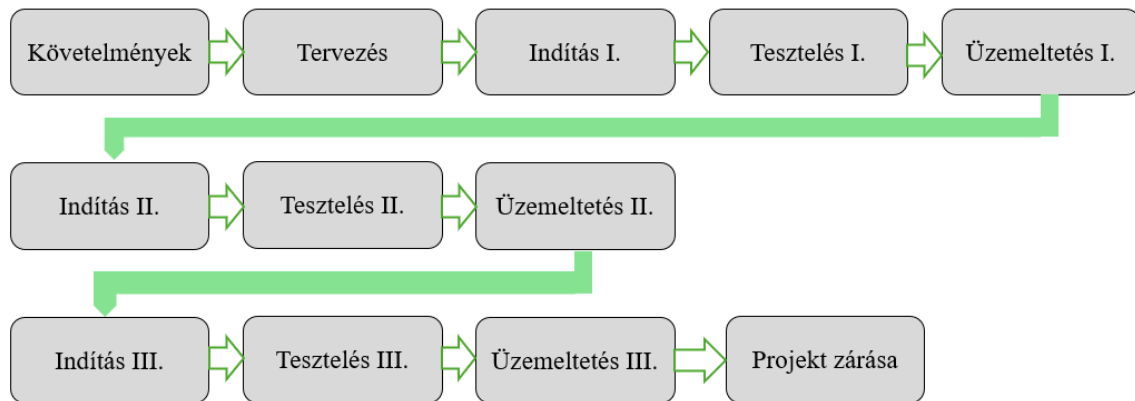 Követelmények
Tervezés
Indítás I.
Tesztelés I.
Üzemeltetés I.
Indítás II.
Tesztelés II.
Üzemeltetés II.
Indítás III.
Tesztelés III.
Üzemeltetés III.
Projekt zárása